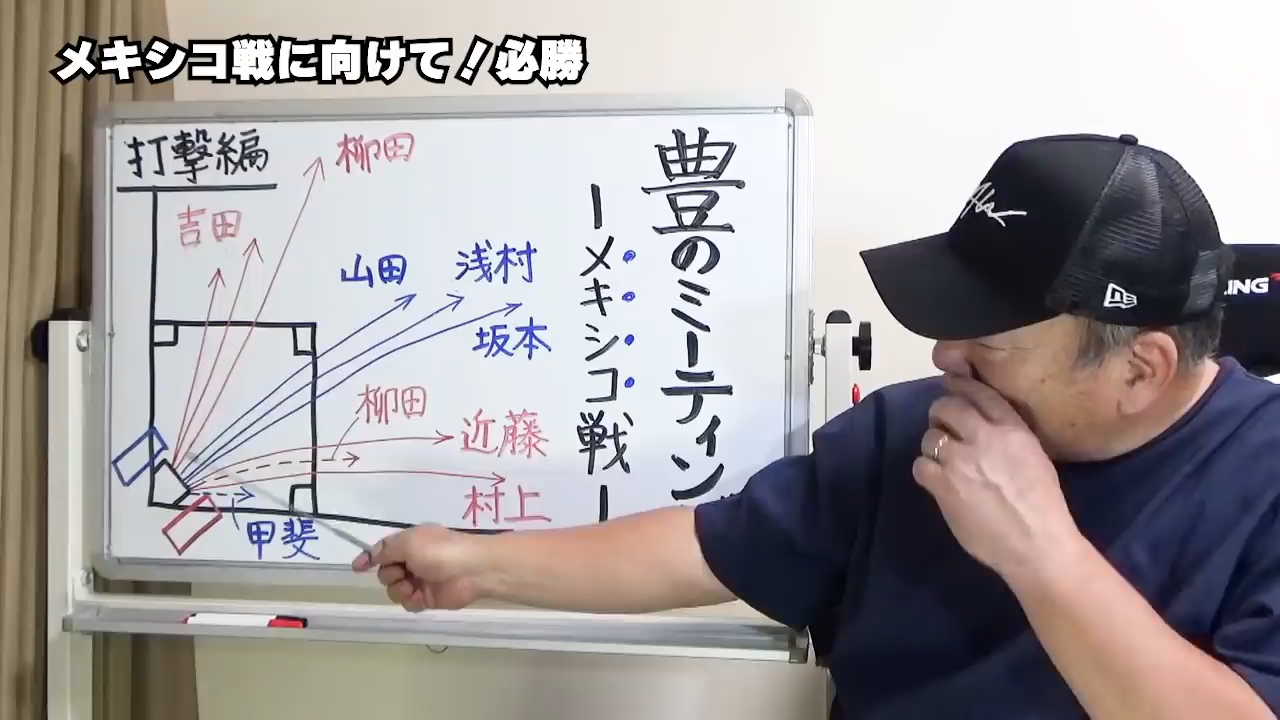 メキシコ戦に向けて！必勝
豊のミーティン
ーメキシコ戦ー
打撃編
柳田
吉田
山田
浅村
坂本
柳田
近藤
村上
甲斐
ING